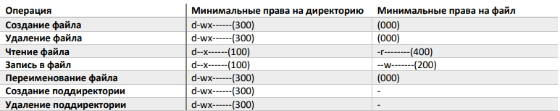 Операция Минимальные права на директорию Минимальные права на файл
Создание файла d-wx------(300) (000)
Удаление файла d-wx------(300) (000)
Чтение файла d--x------(100) -r--------(400)
Запись в файл d--x------(100) --w-------(200)
Переименование файла d-wx------(300) (000)
Создание поддиректории d-wx------(300) -
Удаление поддиректории d-wx------(300) -